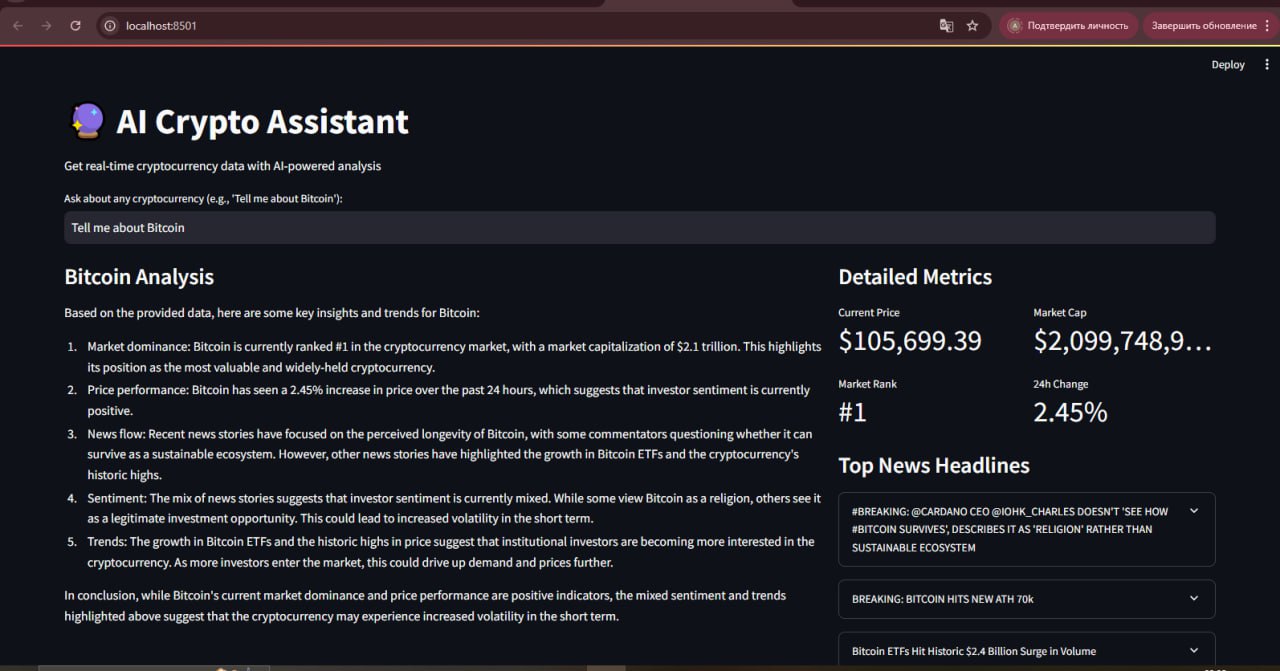 localhost:8501
Подтвердить личность
Завершить обновление
Deploy
AI Crypto Assistant
Get real-time cryptocurrency data with AI-powered analysis
Ask about any cryptocurrency (e.g., 'Tell me about Bitcoin'):
Tell me about Bitcoin
Bitcoin Analysis
Based on the provided data, here are some key insights and trends for Bitcoin:
1. Market dominance: Bitcoin is currently ranked #1 in the cryptocurrency market, with a market capitalization of $2.1 trillion. This highlights
its position as the most valuable and widely-held cryptocurrency.
2. Price performance: Bitcoin has seen a 2.45% increase in price over the past 24 hours, which suggests that investor sentiment is currently
positive.
3. News flow: Recent news stories have focused on the perceived longevity of Bitcoin, with some commentators questioning whether it can
survive as a sustainable ecosystem. However, other news stories have highlighted the growth in Bitcoin ETFs and the cryptocurrency's
historic highs.
4. Sentiment: The mix of news stories suggests that investor sentiment is currently mixed. While some view Bitcoin as a religion, others see it
as a legitimate investment opportunity. This could lead to increased volatility in the short term.
5. Trends: The growth in Bitcoin ETFs and the historic highs in price suggest that institutional investors are becoming more interested in the
cryptocurrency. As more investors enter the market, this could drive up demand and prices further.
In conclusion, while Bitcoin's current market dominance and price performance are positive indicators, the mixed sentiment and trends
highlighted above suggest that the cryptocurrency may experience increased volatility in the short term.
Detailed Metrics
Current Price
$105,699.39
Market Cap
$2,099,748,9...
Market Rank
#1
24h Change
2.45%
Top News Headlines
#BREAKING: @CARDANO CEO @IOHK_CHARLES DOESN'T 'SEE HOW
#BITCOIN SURVIVES', DESCRIBES IT AS 'RELIGION' RATHER THAN
SUSTAINABLE ECOSYSTEM
BREAKING: BITCOIN HITS NEW ATH 70k
Bitcoin ETFs Hit Historic $2.4 Billion Surge in Volume